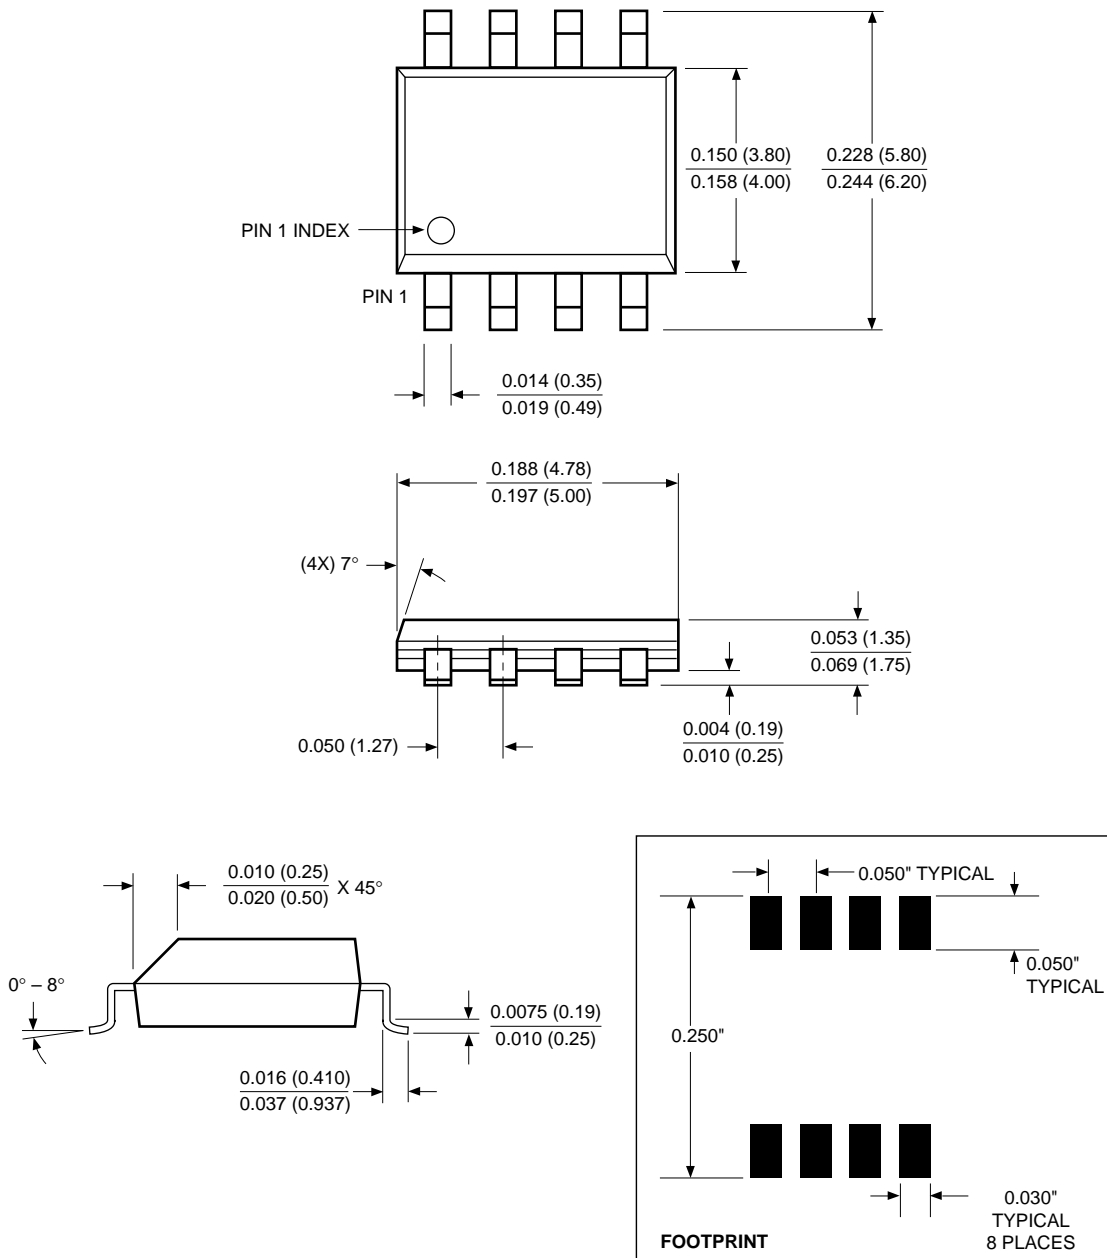 0.150 (3.80)
0.158 (4.00)
0.228 (5.80)
0.244 (6.20)
PIN 1 INDEX
PIN 1
0.014 (0.35)
0.019 (0.49)
0.188 (4.78)
0.197 (5.00)
(4X) 7°
0.053 (1.35)
0.069 (1.75)
0.050 (1.27)
0.004 (0.19)
0.010 (0.25)
0.010 (0.25)
0.020 (0.50)
X 45°
0° – 8°
0.0075 (0.19)
0.010 (0.25)
0.016 (0.410)
0.037 (0.937)
0.050" TYPICAL
0.050"
TYPICAL
0.250"
0.030"
TYPICAL
8 PLACES
FOOTPRINT